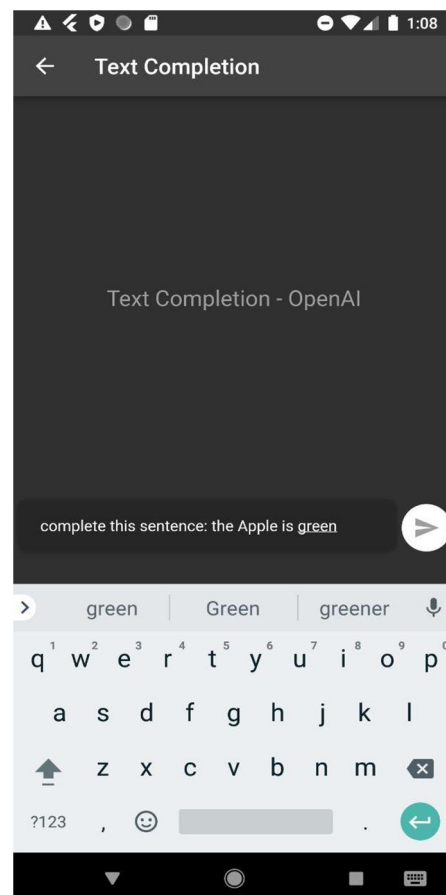 1:08
Text Completion
Text Completion - OpenAI
complete this sentence: the Apple is green
green Green greener
1 2 3 4 5 6 7 8 9 0
q w e r t y u i o p
a s d f g h j k l
z x c v b n m
?123 , .